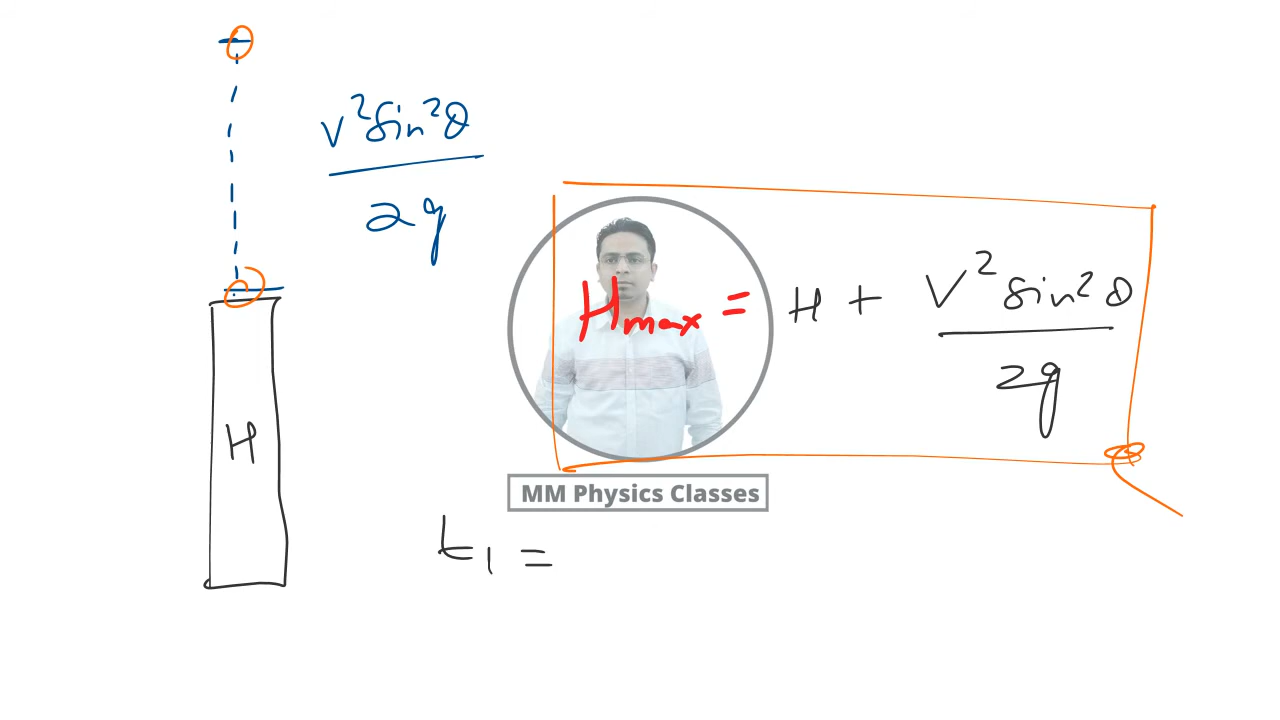 v²sin²θ
2g
Hmax = H + v²sin²θ
2g
H
MM Physics Classes
t₁ =